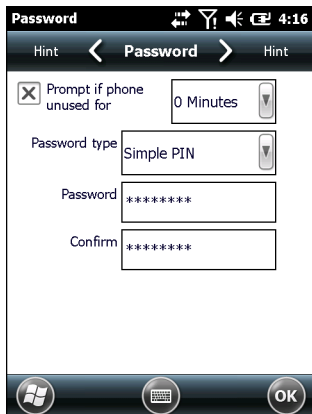 Password 4:16
Hint Password Hint
Prompt if phone
unused for
0 Minutes
Password type
Simple PIN
Password ********
Confirm ********
OK